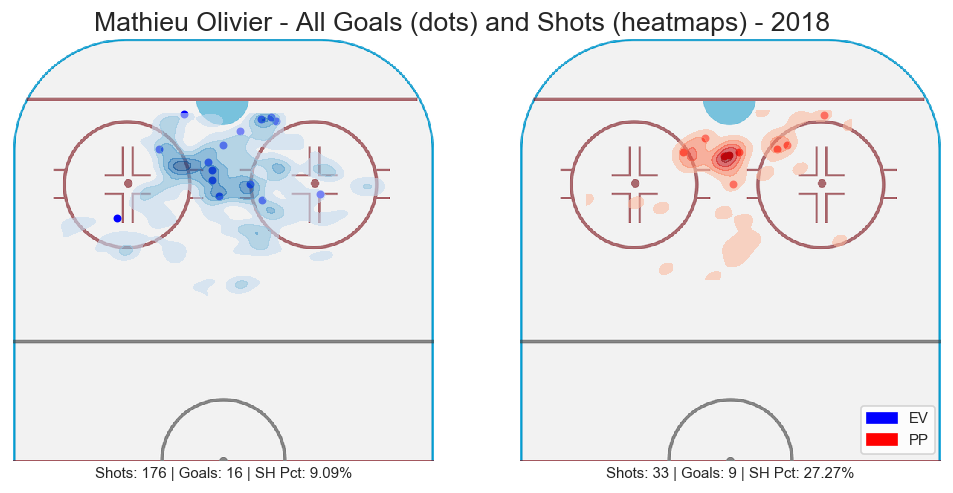 Mathieu Olivier - All Goals (dots) and Shots (heatmaps) - 2018
EV
PP
Shots: 176 | Goals: 16 | SH Pct: 9.09%
Shots: 33 | Goals: 9 | SH Pct: 27.27%